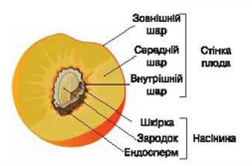 Зовнішній
шар
Середній
шар
Внутрішній
шар
Стінка
плода
Шкірка
Зародок
Ендосперм
Насінина